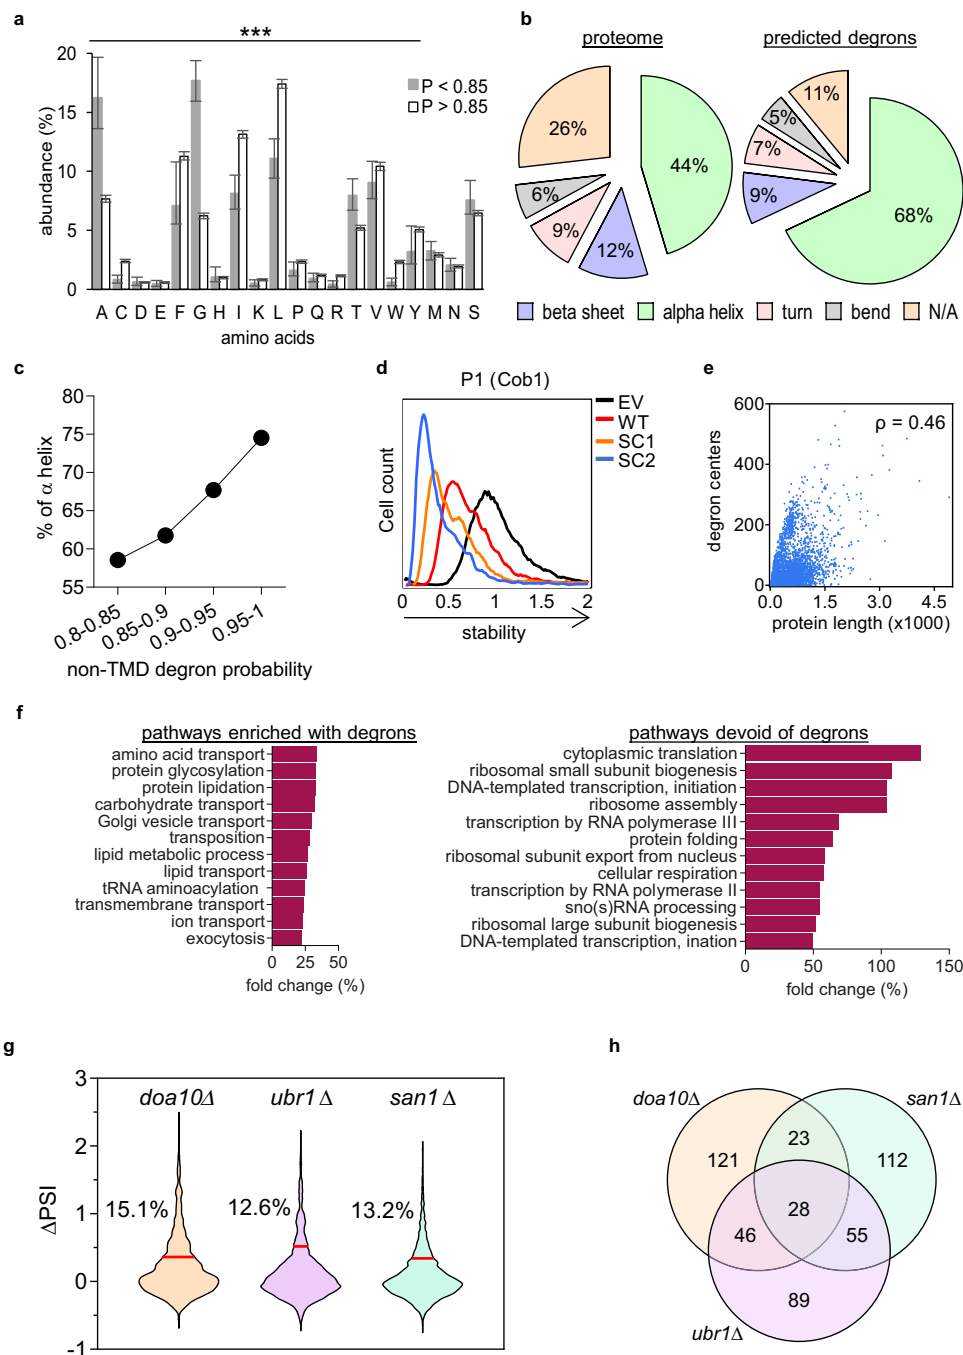 a
***
abundance (%)
20
15
10
5
0
P < 0.85
P > 0.85
A C D E F G H I K L P Q R T V W Y M N S
amino acids
b
proteome
predicted degrons
26%
44%
6%
9%
12%
11%
5%
7%
9%
68%
beta sheet
alpha helix
turn
bend
N/A
c
% of α helix
80
75
70
65
60
55
0.8-0.85
0.85-0.9
0.9-0.95
0.95-1
non-TMD degron probability
d
P1 (Cob1)
Cell count
EV
WT
SC1
SC2
0 0.5 1 1.5 2
stability
e
degron centers
600
400
200
0
ρ = 0.46
0.0 1.5 3.0 4.5
protein length (x1000)
f
pathways enriched with degrons
amino acid transport
protein glycosylation
protein lipidation
carbohydrate transport
Golgi vesicle transport
transposition
lipid metabolic process
lipid transport
tRNA aminoacylation
transmembrane transport
ion transport
exocytosis
0 25 50
fold change (%)
pathways devoid of degrons
cytoplasmic translation
ribosomal small subunit biogenesis
DNA-templated transcription, initiation
ribosome assembly
transcription by RNA polymerase III
protein folding
ribosomal subunit export from nucleus
cellular respiration
transcription by RNA polymerase II
sno(s)RNA processing
ribosomal large subunit biogenesis
DNA-templated transcription, ination
0 50 100 150
fold change (%)
g
ΔPSI
3
2
1
0
-1
doa10Δ
ubr1Δ
san1Δ
15.1%
12.6%
13.2%
h
doa10Δ
san1Δ
23
121
112
28
46
55
89
ubr1Δ